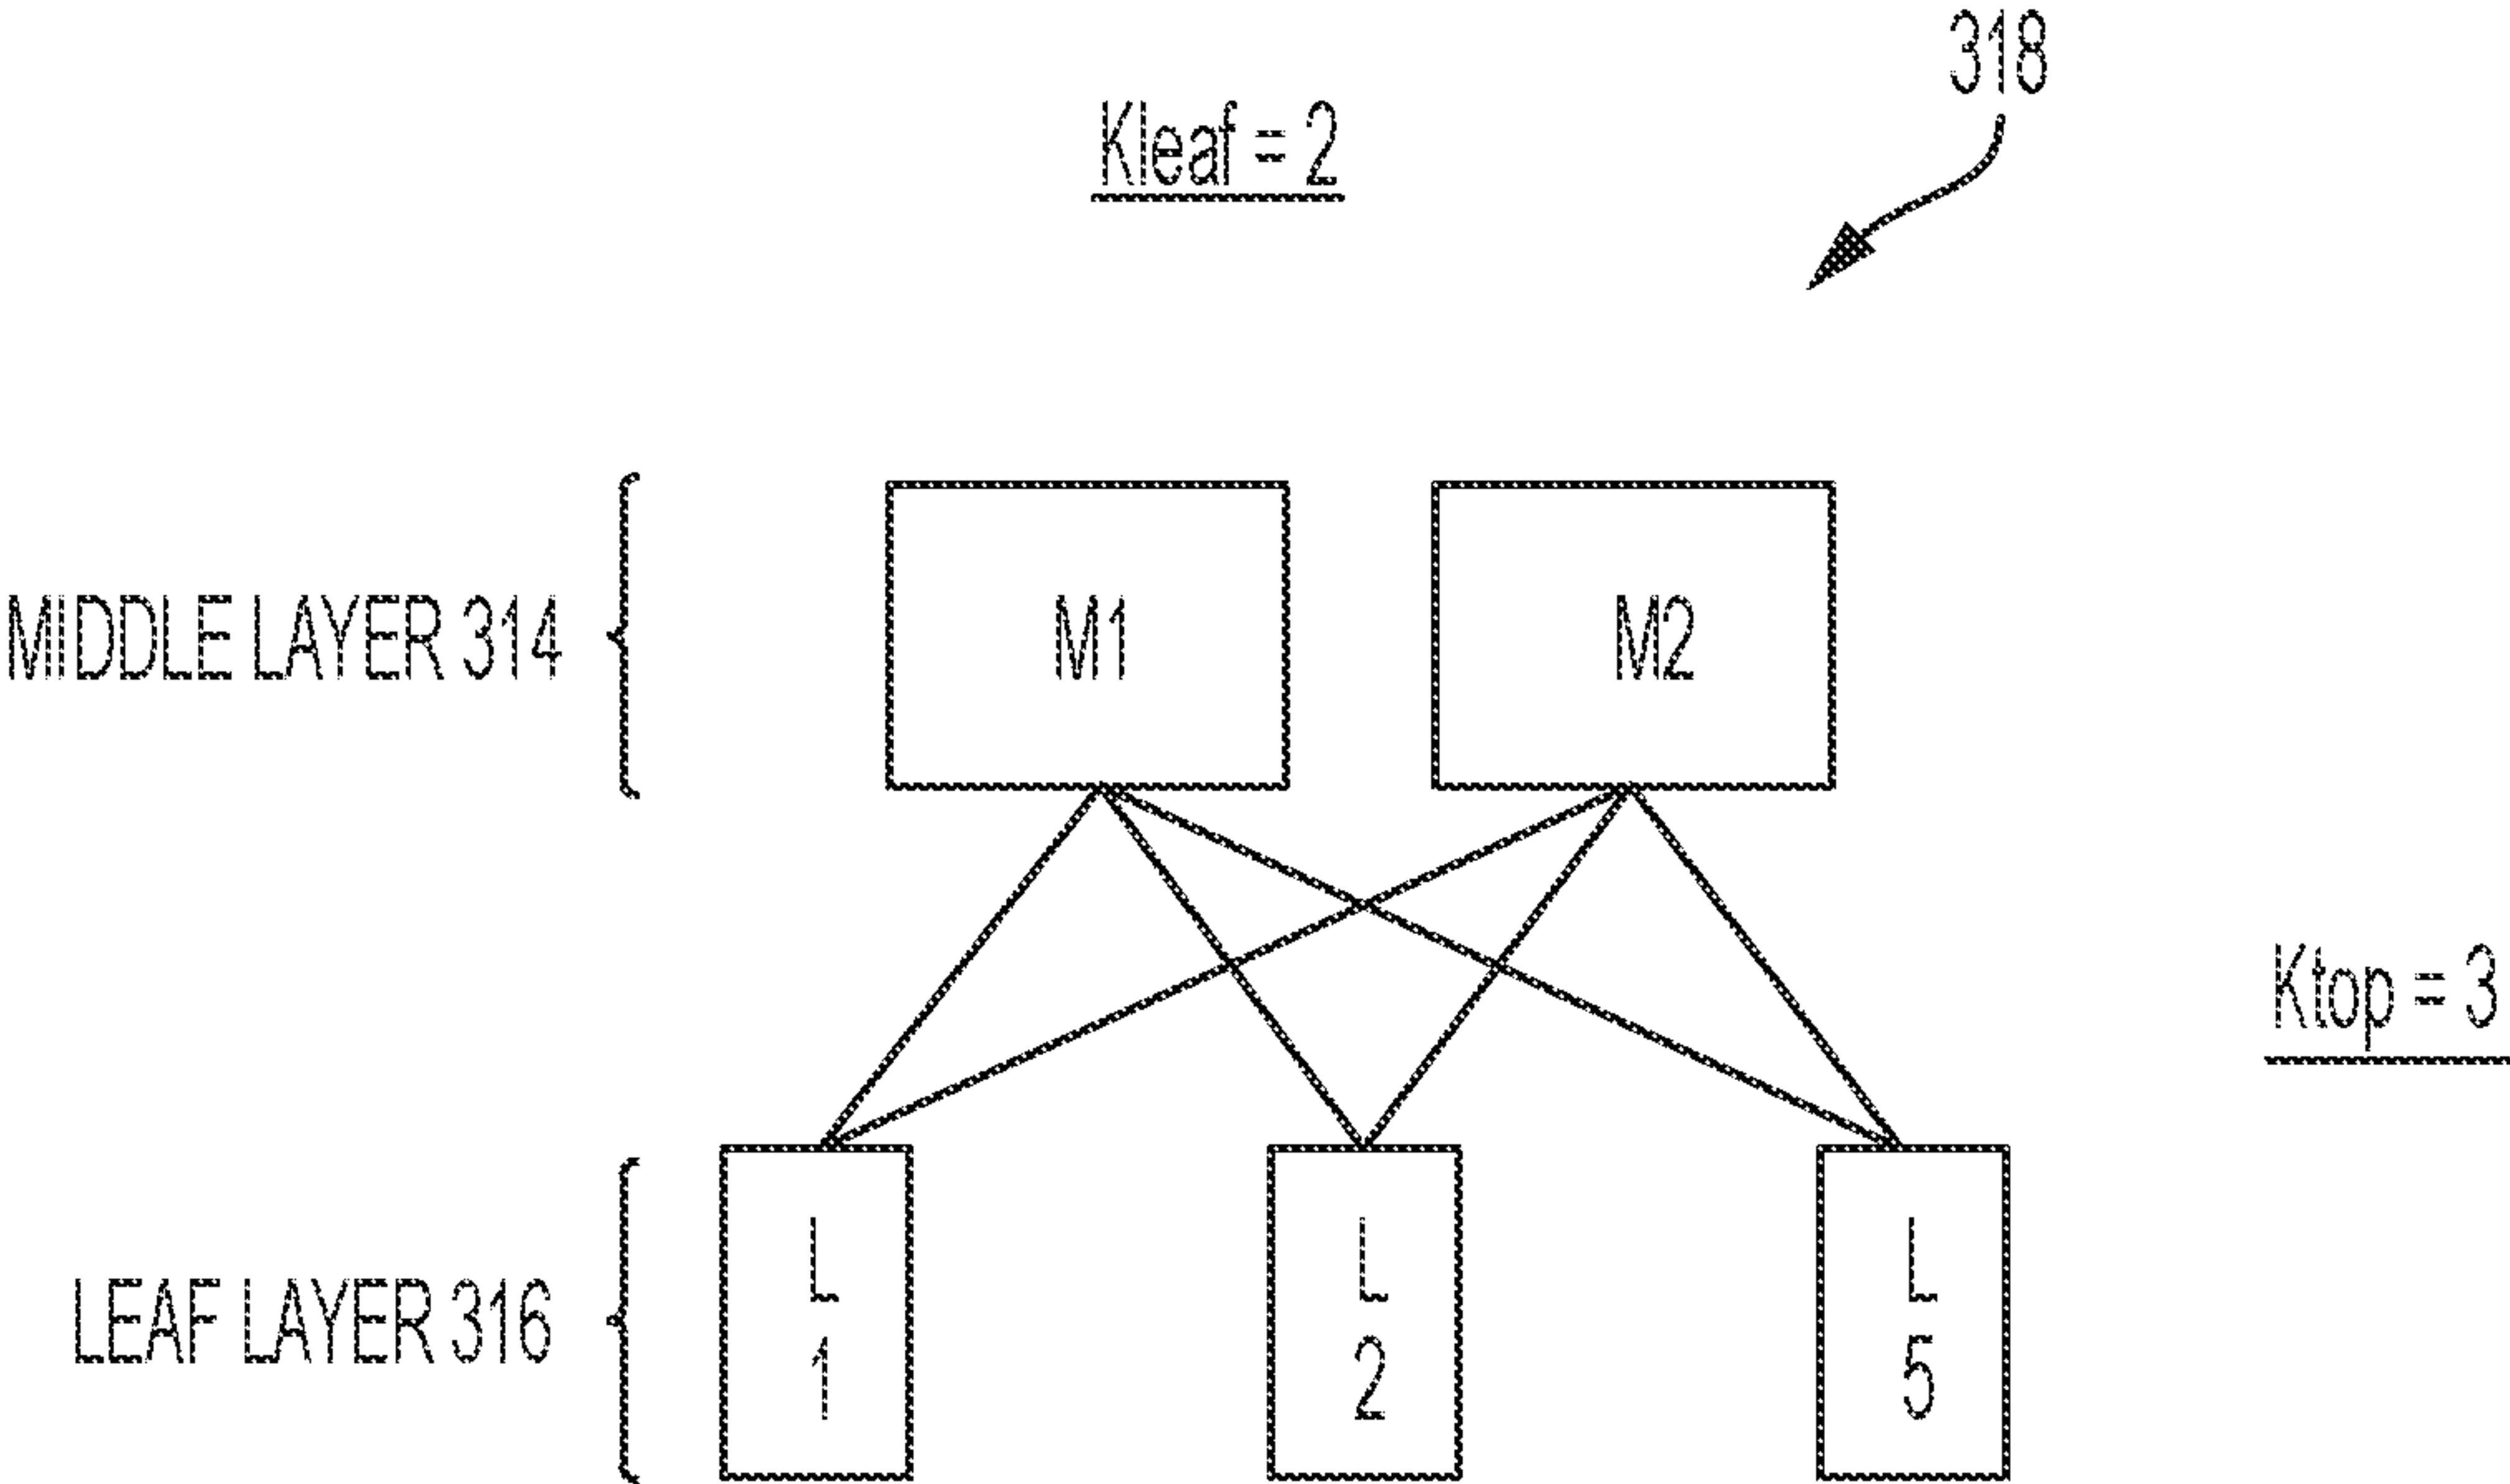 318
Kleaf = 2
MIDDLE LAYER 314
M1
M2
Ktop = 3
LEAF LAYER 316
L
1
L
2
L
5